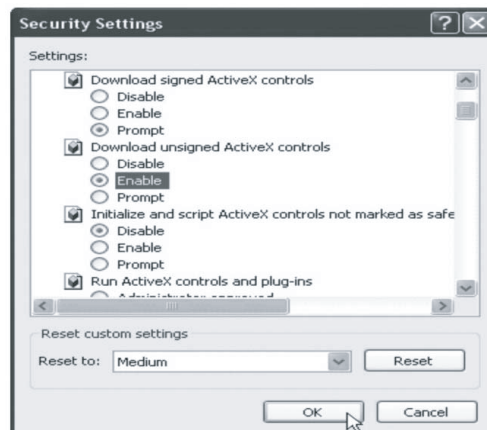 Security Settings
Settings:
Download signed ActiveX controls
Disable
Enable
Prompt
Download unsigned ActiveX controls
Disable
Enable
Prompt
Initialize and script ActiveX controls not marked as safe
Disable
Enable
Prompt
Run ActiveX controls and plug-ins
Administrator approved
Reset custom settings
Reset to: Medium Reset
OK Cancel